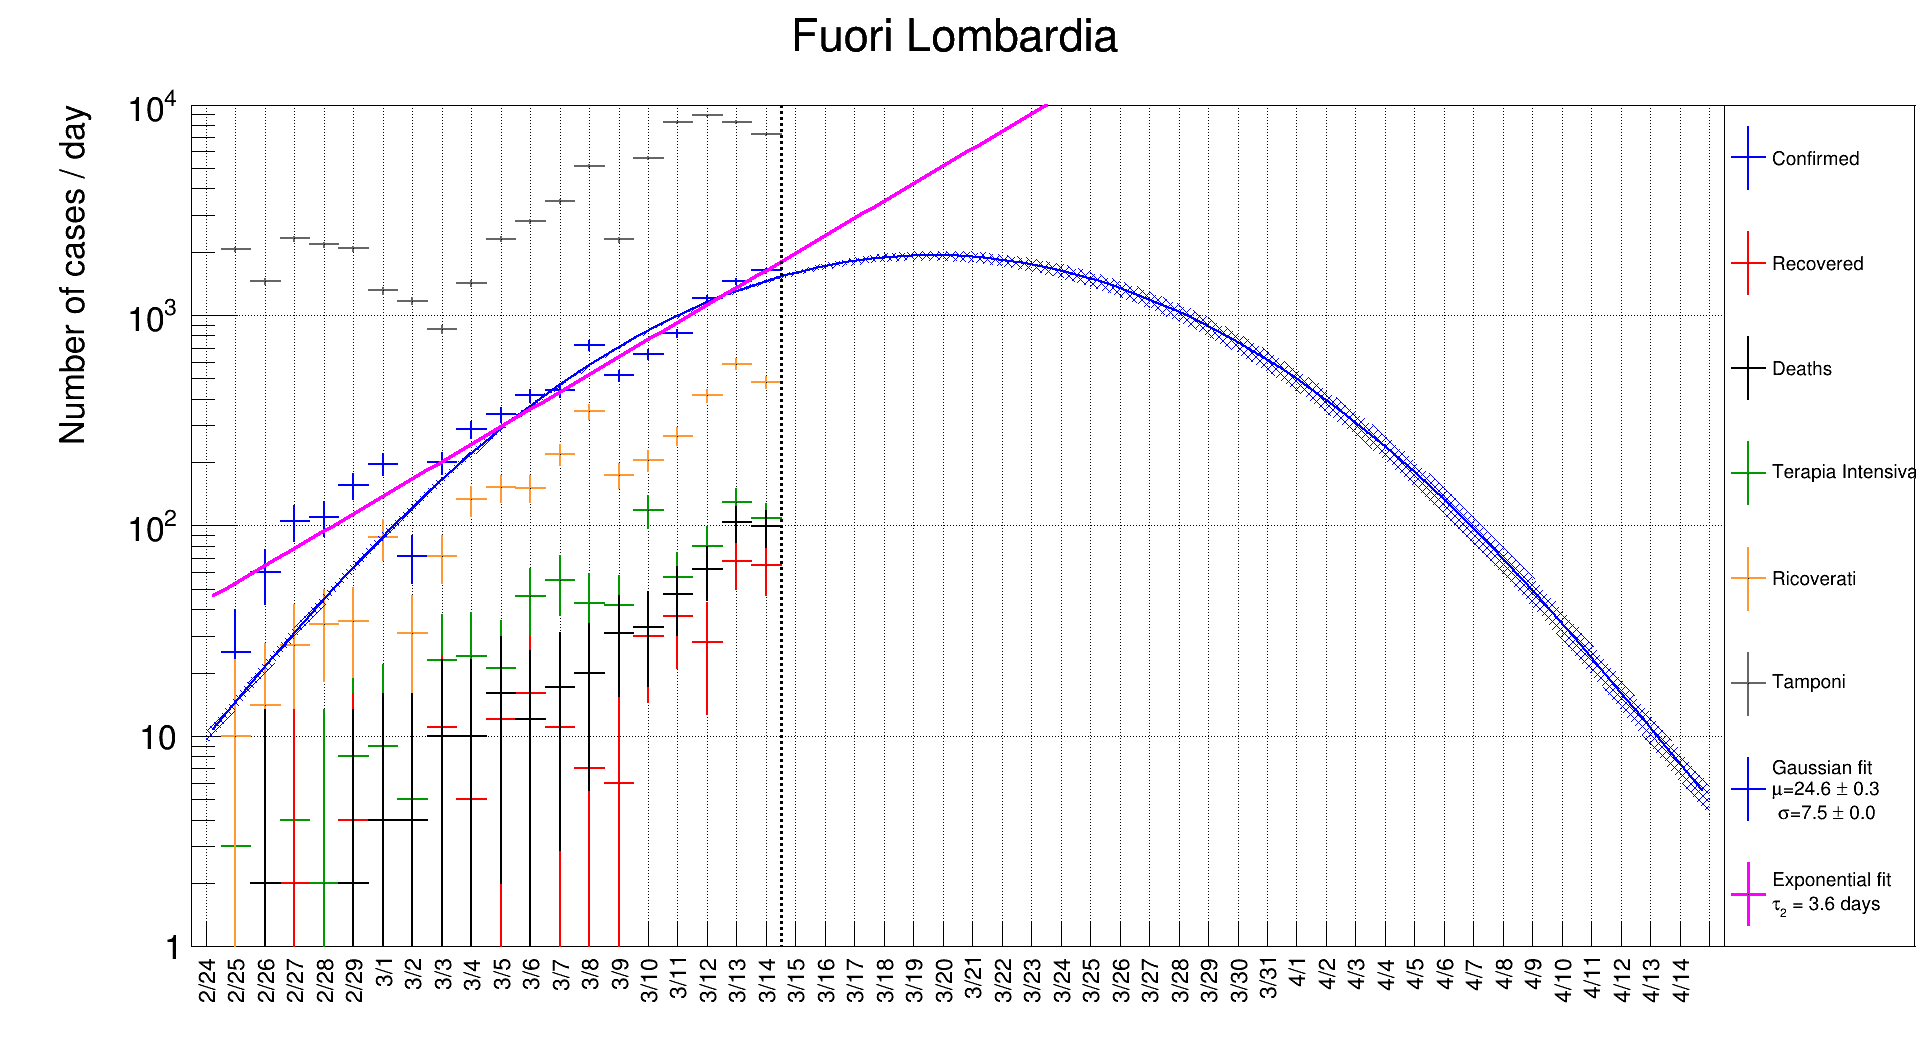 Fuori Lombardia
Number of cases / day
10^4
10^3
10^2
10
1
2/24 2/25 2/26 2/27 2/28 2/29 3/1 3/2 3/3 3/4 3/5 3/6 3/7 3/8 3/9 3/10 3/11 3/12 3/13 3/14 3/15 3/16 3/17 3/18 3/19 3/20 3/21 3/22 3/23 3/24 3/25 3/26 3/27 3/28 3/29 3/30 3/31 4/1 4/2 4/3 4/4 4/5 4/6 4/7 4/8 4/9 4/10 4/11 4/12 4/13 4/14
Confirmed
Recovered
Deaths
Terapia Intensiva
Ricoverati
Tamponi
Gaussian fit
μ=24.6 ± 0.3
σ=7.5 ± 0.0
Exponential fit
τ₂ = 3.6 days